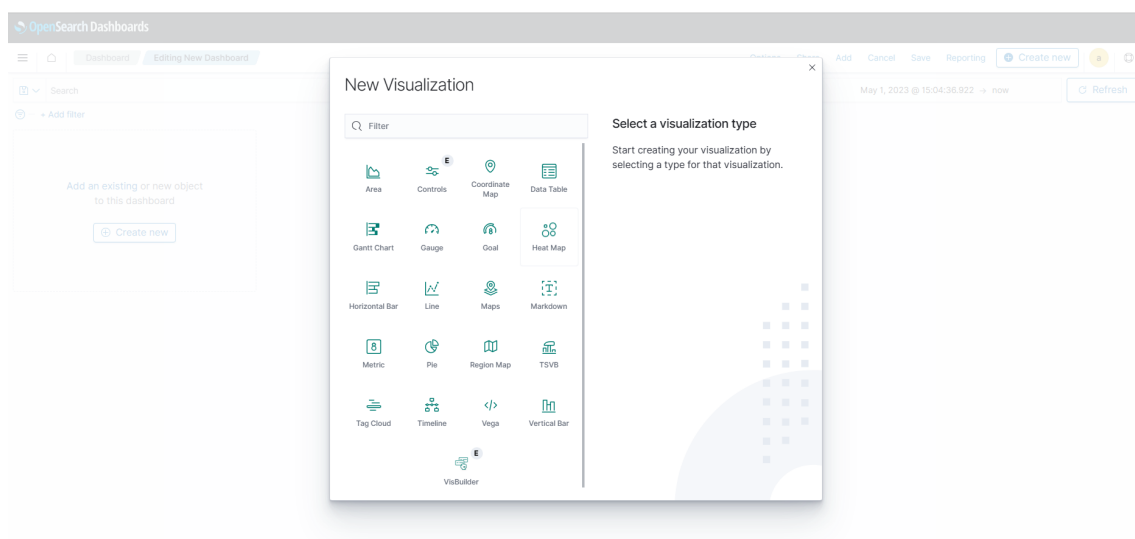 OpenSearch Dashboards
Dashboard Editing New Dashboard Options Share Add Cancel Save Reporting Create new a
Search May 1, 2023 @ 15:04:36.922 → now Refresh
+ Add filter
Add an existing or new object
to this dashboard
Create new
New Visualization
Filter
Area
Controls
E
Coordinate
Map
Data Table
Gantt Chart
Gauge
Goal
8
Heat Map
Horizontal Bar
Line
Maps
Markdown
T
Metric
8
Pie
Region Map
TSVB
Tag Cloud
Timeline
Vega
</>
Vertical Bar
VisBuilder
E
Select a visualization type
Start creating your visualization by
selecting a type for that visualization.